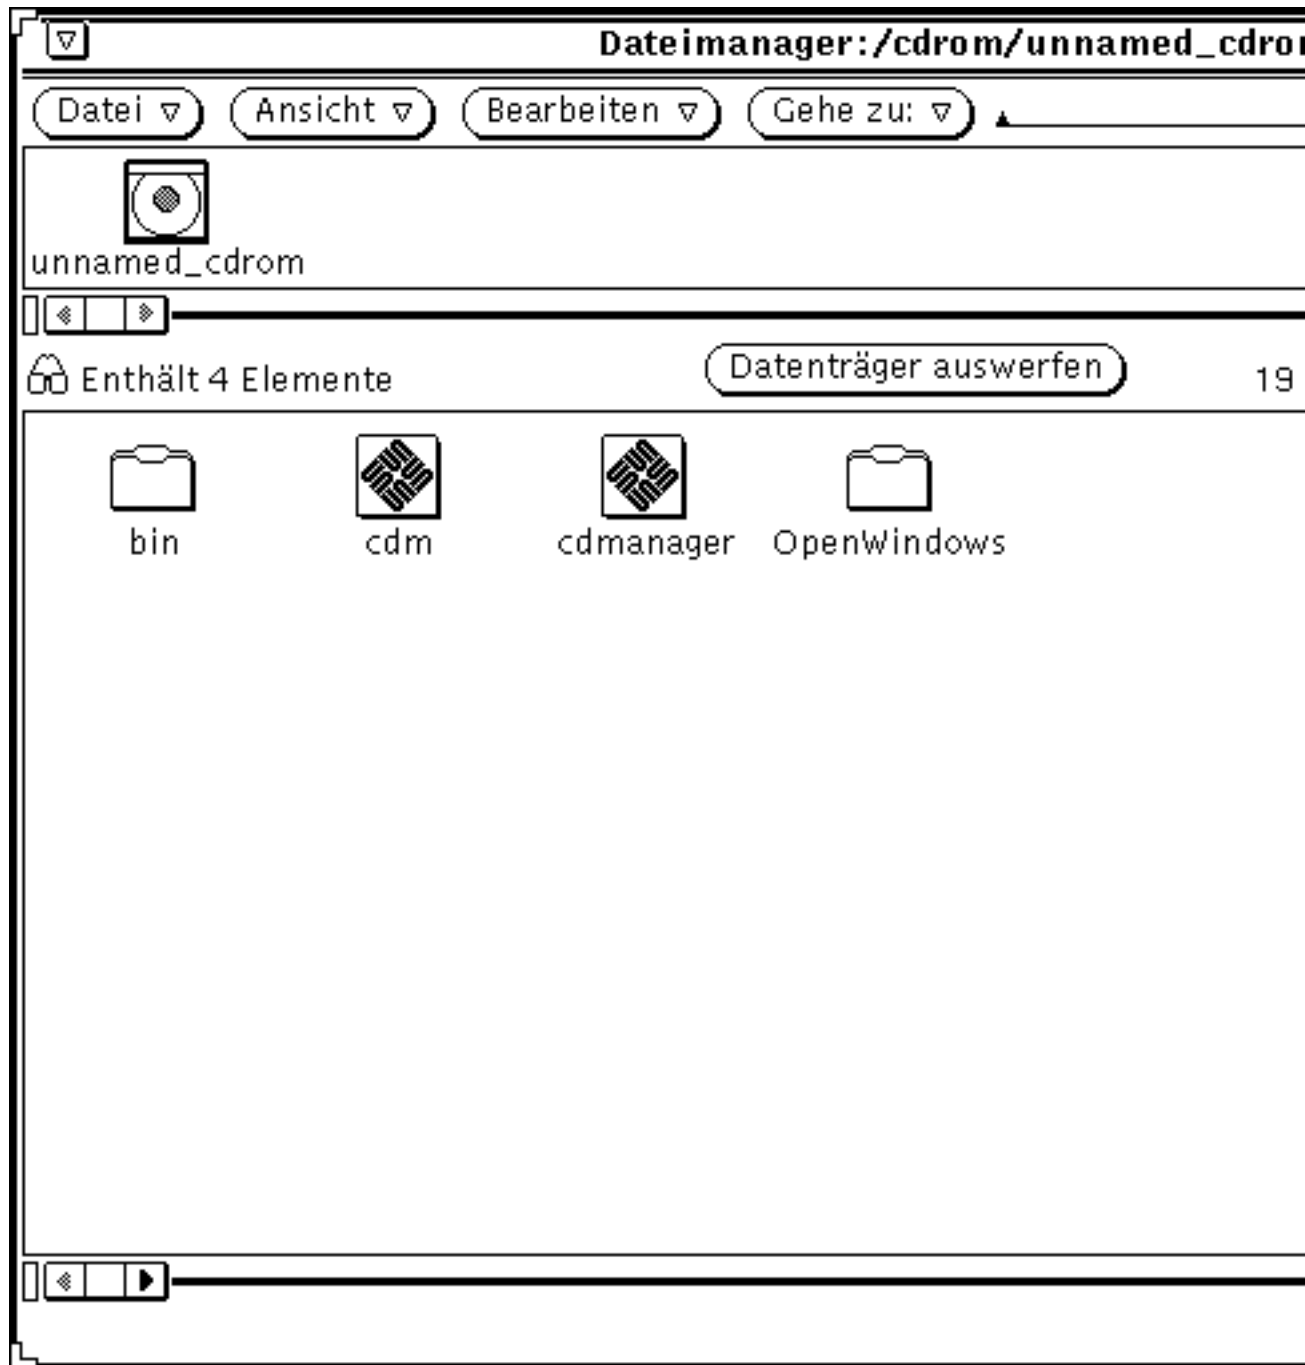 Dateimanager:/cdrom/unnamed_cdro
Datei Ansicht Bearbeiten Gehe zu:
unnamed_cdrom
Enthält 4 Elemente Datenträger auswerfen 19
bin cdm cdmanager OpenWindows